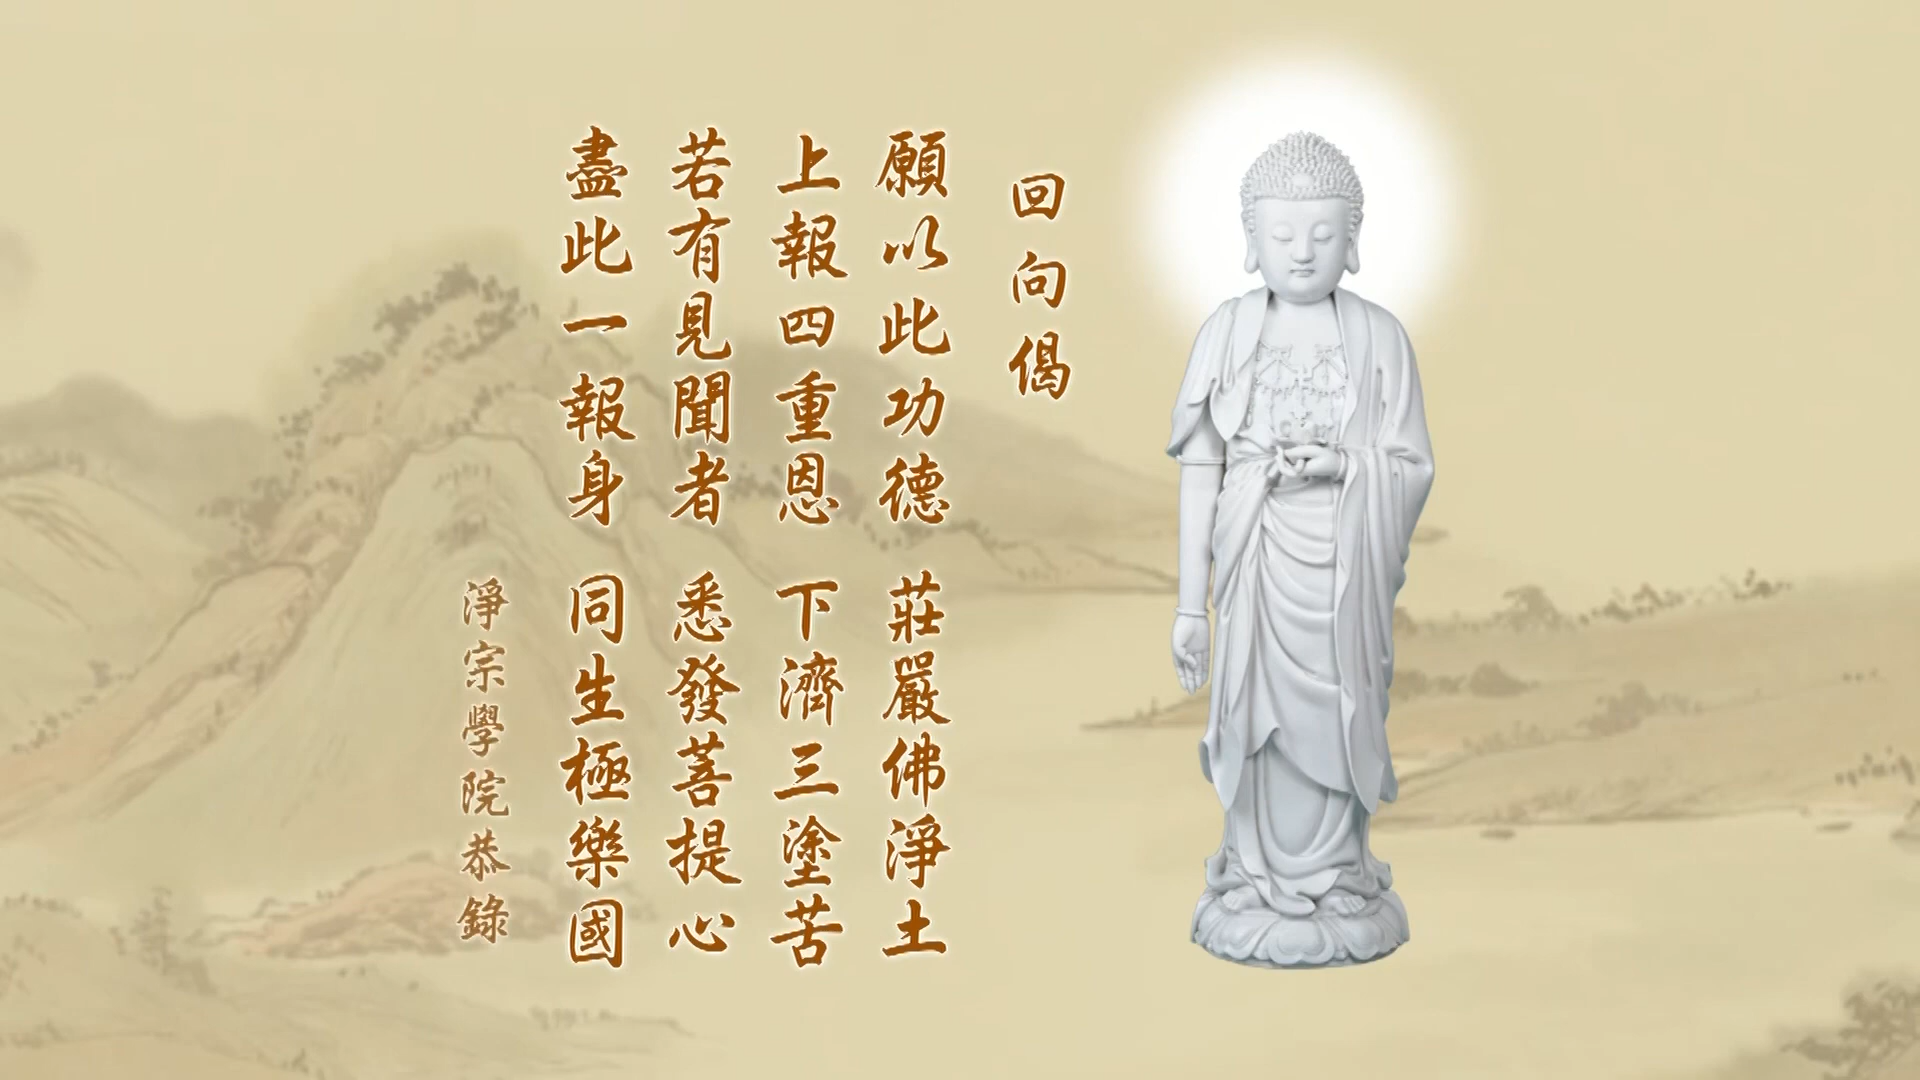 回向偈
願以此功德 莊嚴佛淨土
上報四重恩 下濟三塗苦
若有見聞者 悉發菩提心
盡此一報身 同生極樂國
淨宗學院恭錄